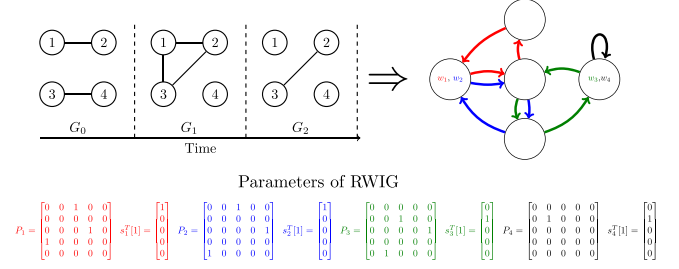 1 2 1 2 1 2
3 4 3 4 3 4
G0 G1 G2
Time
w1, w2
w3,w4
Parameters of RWIG
0 0 1 0 0 1 0 0 1 0 0 1 0 0 0 0 0 0 0 0 0 0 0 0
0 0 0 0 0 0 0 0 0 0 0 0 0 0 1 0 0 1 0 1 0 0 0 1
P1 = 0 0 0 1 0 s1^T[1] = 0 P2 = 0 0 0 0 1 s2^T[1] = 0 P3 = 0 0 0 0 1 s3^T[1] = 0 P4 = 0 0 0 0 0 s4^T[1] = 0
1 0 0 0 0 0 0 0 0 0 0 0 0 0 0 0 0 0 0 0 0 0 0 0
0 0 0 0 0 0 1 0 0 0 0 0 0 1 0 0 0 0 0 0 0 0 0 0